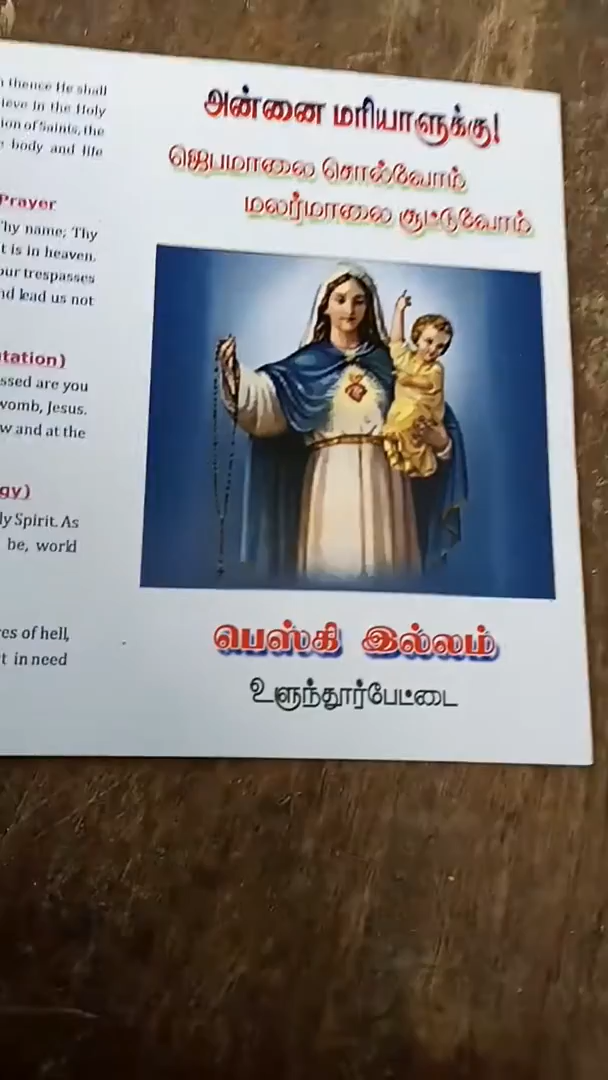 thence He shall
ieve in the Holy
ion of Saints, the
body and life
Prayer
Thy name; Thy
t is in heaven.
our trespasses
nd lead us not
tation)
ssed are you
womb, Jesus.
w and at the
gy)
ly Spirit. As
be, world
es of hell,
t in need
அன்னை மரியாளுக்கு!
ஜெபமாலை சொல்வோம்
மலர்மாலை சூட்டுவோம்
பெஸ்கி இல்லம்
உளுந்தூர்பேட்டை